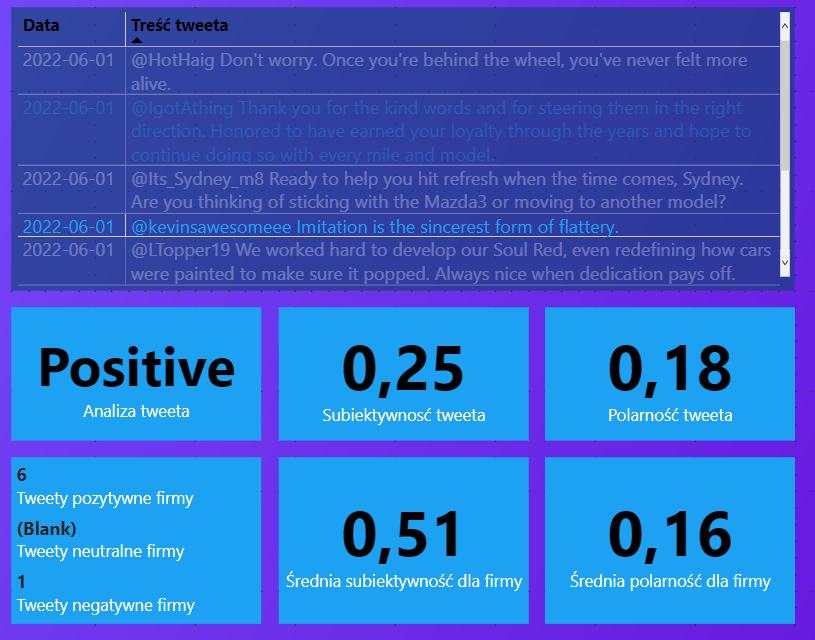 Data Treść tweeta
2022-06-01 @HotHaig Don't worry. Once you're behind the wheel, you've never felt more
alive.
2022-06-01 @IgotAthing Thank you for the kind words and for steering them in the right
direction. Honored to have earned your loyalty through the years and hope to
continue doing so with every mile and model.
2022-06-01 @Its_Sydney_m8 Ready to help you hit refresh when the time comes, Sydney.
Are you thinking of sticking with the Mazda3 or moving to another model?
2022-06-01 @kevinsawesomeee Imitation is the sincerest form of flattery.
2022-06-01 @LTopper19 We worked hard to develop our Soul Red, even redefining how cars
were painted to make sure it popped. Always nice when dedication pays off.
Positive
Analiza tweeta
0,25
Subiektywnosć tweeta
0,18
Polarność tweeta
6
Tweety pozytywne firmy
(Blank)
Tweety neutralne firmy
1
Tweety negatywne firmy
0,51
Średnia subiektywność dla firmy
0,16
Średnia polarność dla firmy